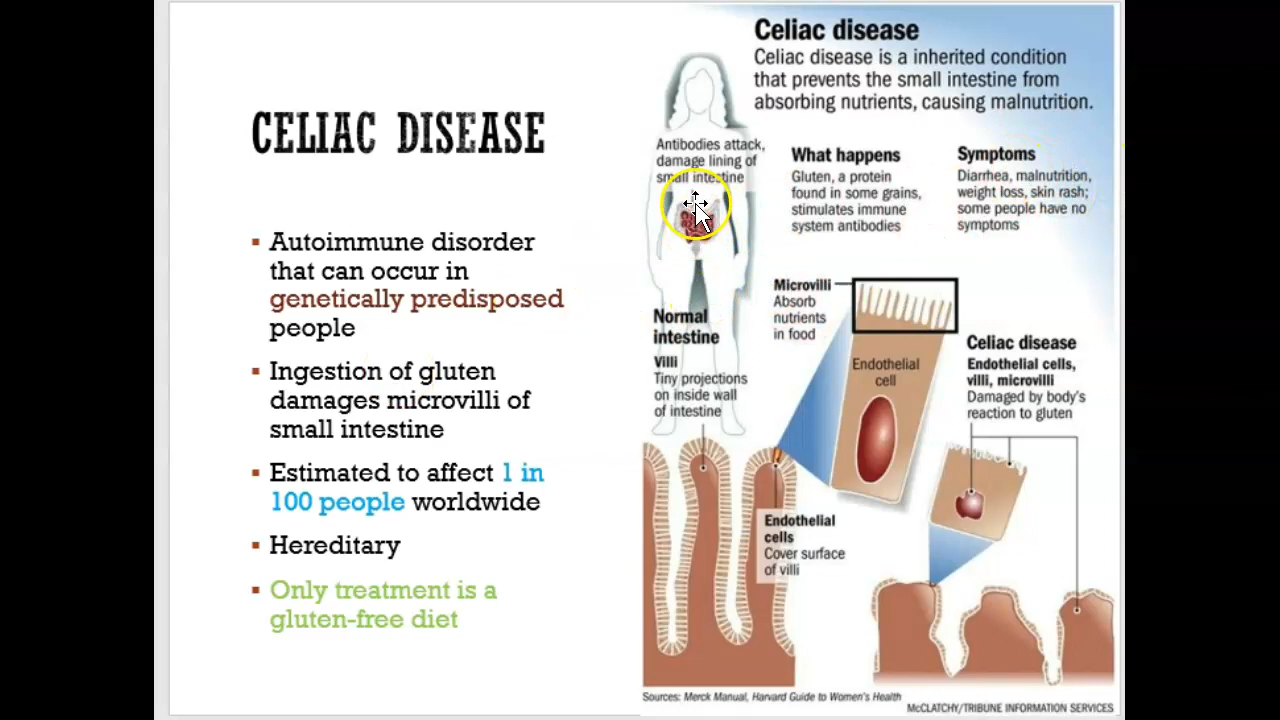 CELIAC DISEASE
▪ Autoimmune disorder
that can occur in
genetically predisposed
people
▪ Ingestion of gluten
damages microvilli of
small intestine
▪ Estimated to affect 1 in
100 people worldwide
▪ Hereditary
▪ Only treatment is a
gluten-free diet
Celiac disease
Celiac disease is a inherited condition
that prevents the small intestine from
absorbing nutrients, causing malnutrition.
Antibodies attack,
damage lining of
small intestine
What happens
Gluten, a protein
found in some grains,
stimulates immune
system antibodies
Symptoms
Diarrhea, malnutrition,
weight loss, skin rash;
some people have no
symptoms
Microvilli
Absorb
nutrients
in food
Normal
intestine
Villi
Tiny projections
on inside wall
of intestine
Endothelial
cell
Celiac disease
Endothelial cells,
villi, microvilli
Damaged by body's
reaction to gluten
Endothelial
cells
Cover surface
of villi
Sources: Merck Manual, Harvard Guide to Women's Health
McCLATCHY/TRIBUNE INFORMATION SERVICES